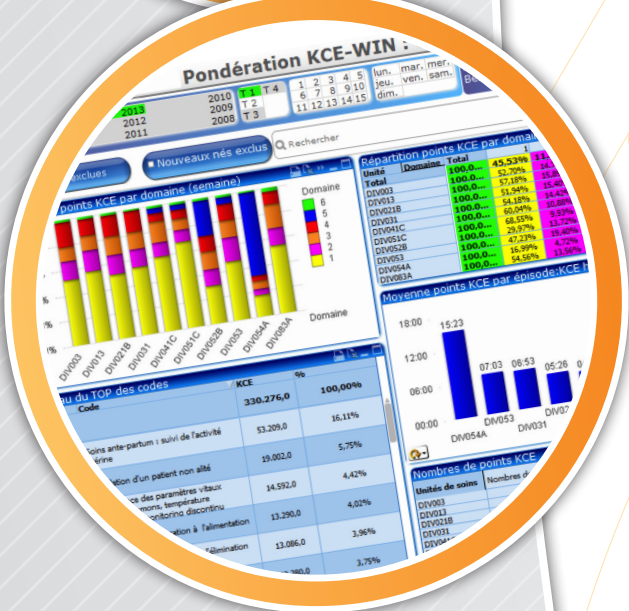 Pondération KCE-WIN :
2013
2012
2011
2010
2009
2008
T 1 T 4
T 2
T 3
1 2 3 4 5
6 7 8 9 10
11 12 13 14 15
lun. mar. mer.
jeu. ven. sam.
dim.
Nouveaux nés exclus
Rechercher
points KCE par domaine (semaine)
Domaine
6
5
4
3
2
1
Domaine
DIV003
DIV013
DIV021B
DIV031
DIV041C
DIV051C
DIV052B
DIV053
DIV054A
DIV083A
Répartition points KCE par
Unité Domaine Total 1
Total 100,0... 45,53%
DIV003 100,0... 52,70%
DIV013 100,0... 57,18%
DIV021B 100,0... 51,94%
DIV031 100,0... 54,18%
DIV041C 100,0... 60,04%
DIV051C 100,0... 68,55%
DIV052B 100,0... 29,97%
DIV053 100,0... 47,23%
DIV054A 100,0... 16,99%
DIV083A 100,0... 54,56%
Moyenne points KCE par épisode:KCE
18:00
12:00
06:00
00:00
15:23
07:03
06:53
05:26
DIV054A
DIV053
DIV031
du TOP des codes
Code KCE %
330.276,0 100,00%
Soins ante-partum : suivi de l'activité 53.209,0 16,11%
d'un patient non alité 19.002,0 5,75%
des paramètres vitaux 14.592,0 4,42%
température
discontinu
à l'alimentation 13.290,0 4,02%
13.086,0 3,96%
3,75%
Nombres de points KCE
Unités de soins
DIV003
DIV013
DIV021B
DIV031